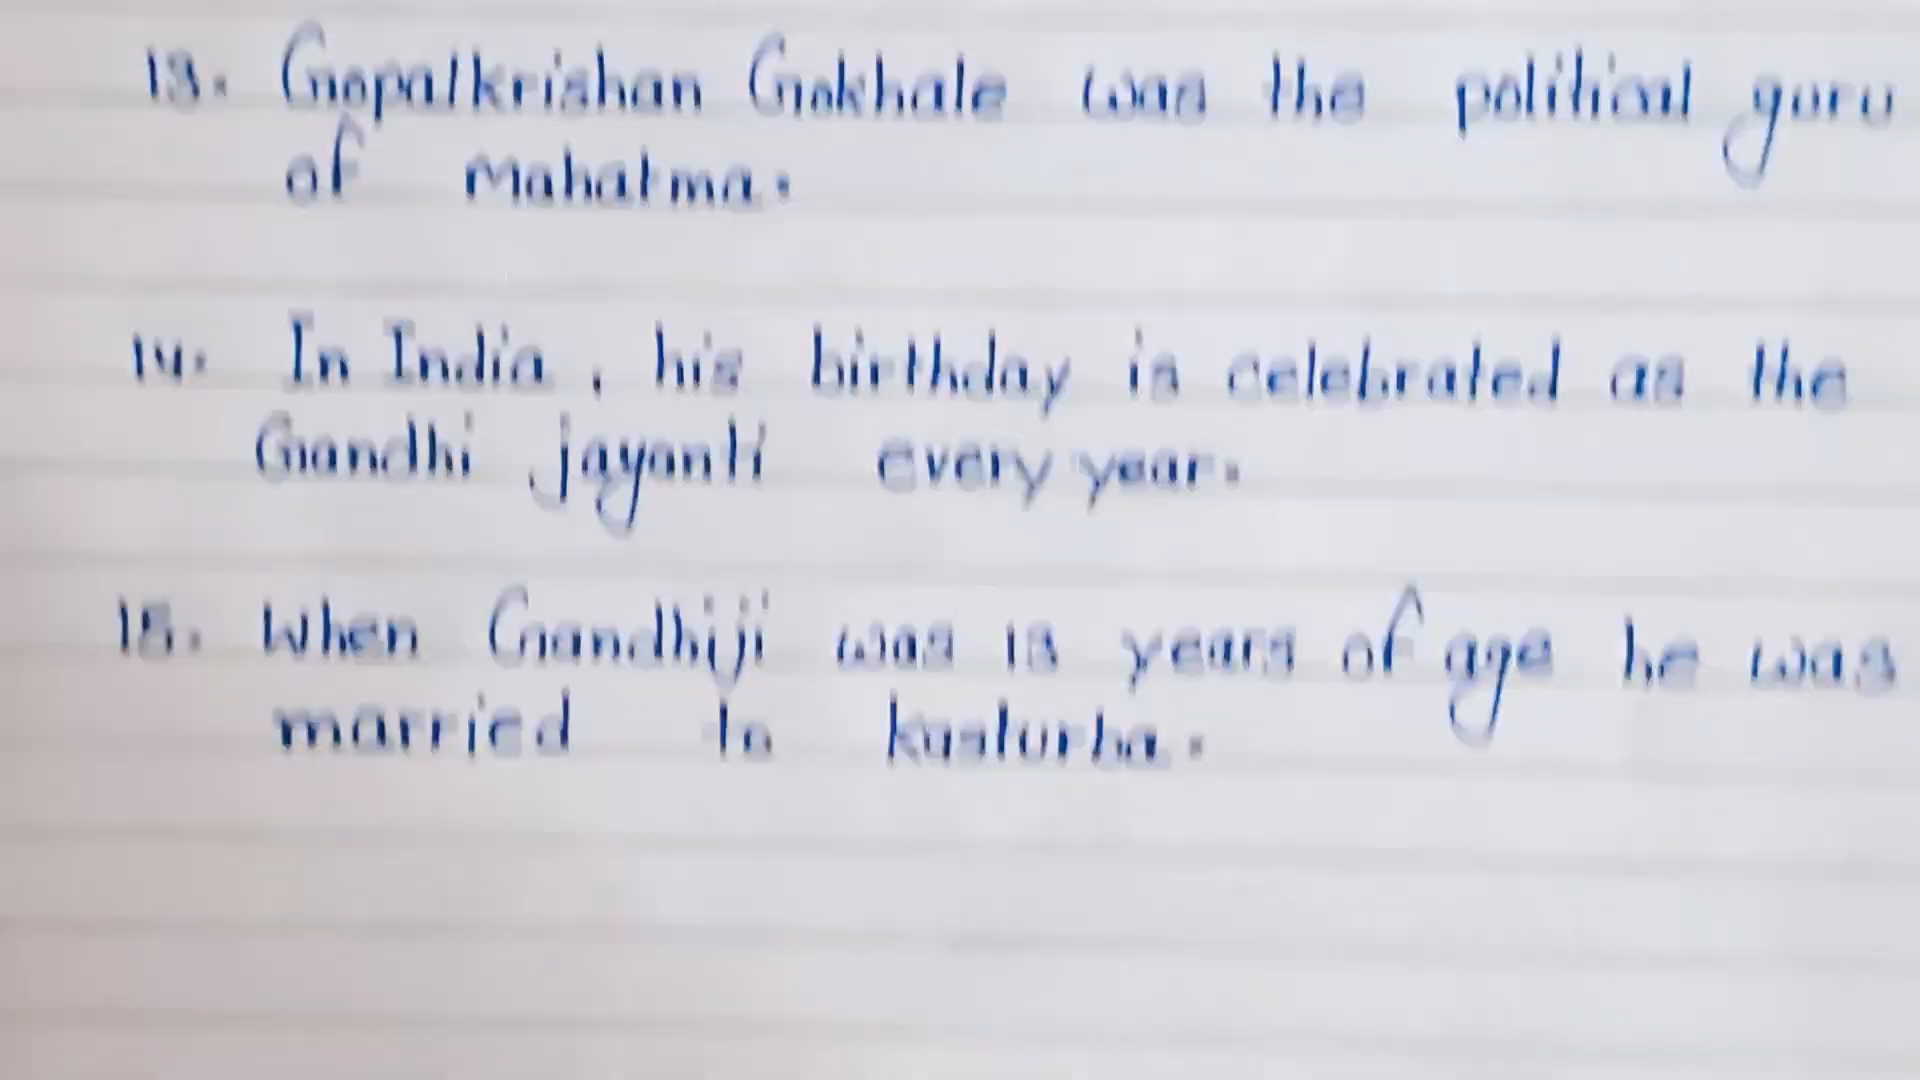 13. Gopalkrishan Gokhale was the political guru
of Mahatma.
14. In India, his birthday is celebrated as the
Gandhi jayanti every year.
15. When Gandhiji was 13 years of age he was
married to kasturba.